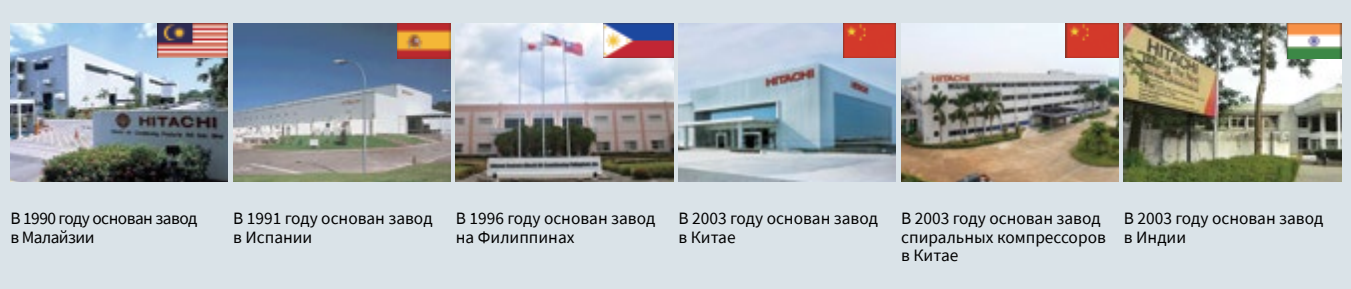 HITACHI
HITACHI
HITACHI
HITACHI
В 1990 году основан завод
в Малайзии
В 1991 году основан завод
в Испании
В 1996 году основан завод
на Филиппинах
В 2003 году основан завод
в Китае
В 2003 году основан завод
спиральных компрессоров
в Китае
В 2003 году основан завод
в Индии